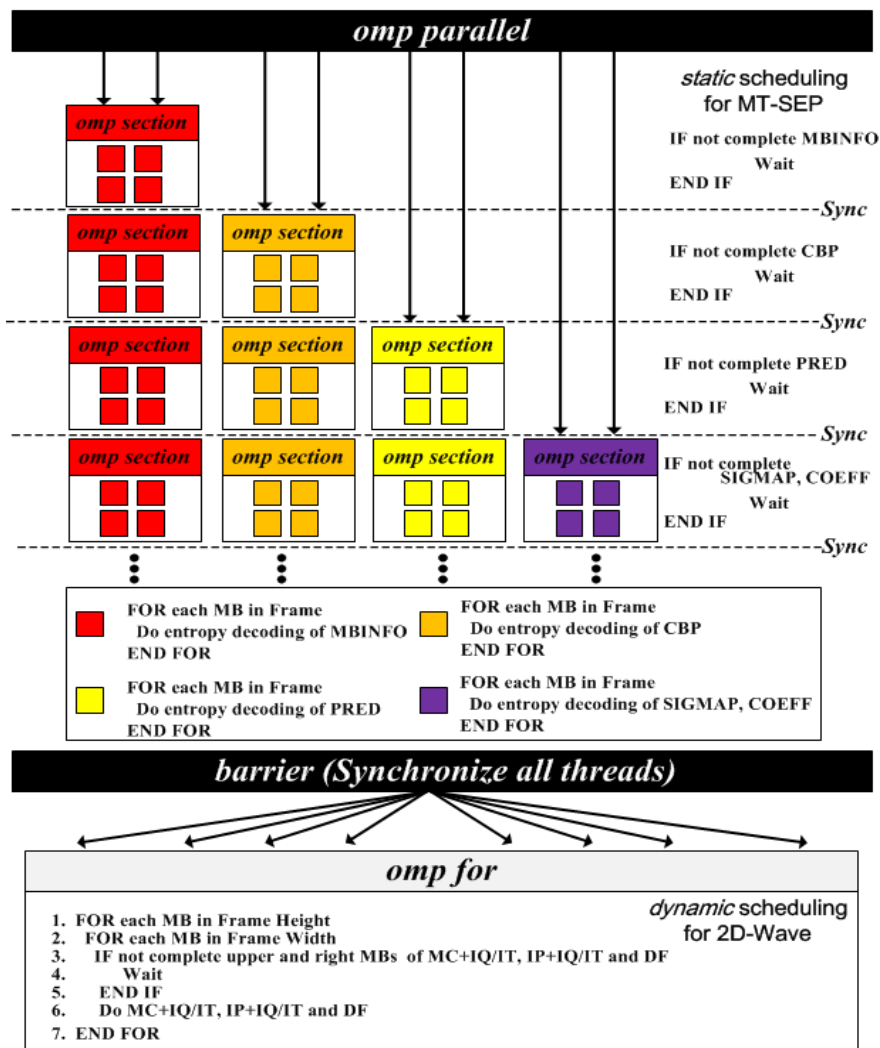 omp parallel
static scheduling
for MT-SEP
omp section
IF not complete MBINFO
Wait
END IF
Sync
omp section omp section
IF not complete CBP
Wait
END IF
Sync
omp section omp section omp section
IF not complete PRED
Wait
END IF
Sync
omp section omp section omp section omp section
IF not complete
SIGMAP, COEFF
Wait
END IF
Sync
FOR each MB in Frame
Do entropy decoding of MBINFO
END FOR
FOR each MB in Frame
Do entropy decoding of CBP
END FOR
FOR each MB in Frame
Do entropy decoding of PRED
END FOR
FOR each MB in Frame
Do entropy decoding of SIGMAP, COEFF
END FOR
barrier (Synchronize all threads)
omp for
dynamic scheduling
for 2D-Wave
1. FOR each MB in Frame Height
2. FOR each MB in Frame Width
3. IF not complete upper and right MBs of MC+IQ/IT, IP+IQ/IT and DF
4. Wait
5. END IF
6. Do MC+IQ/IT, IP+IQ/IT and DF
7. END FOR